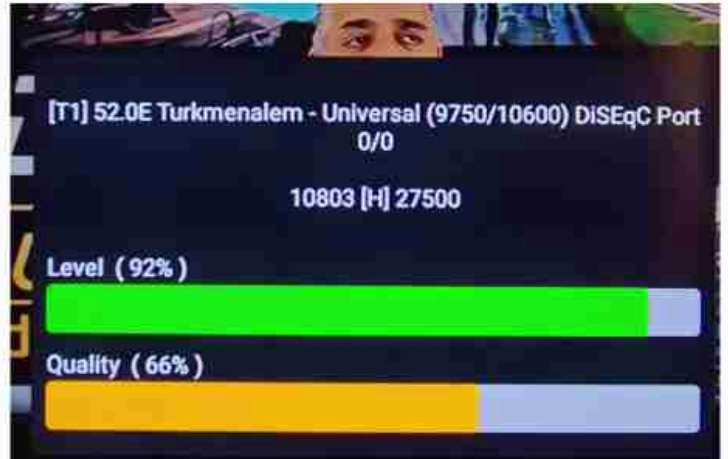 [T1] 52.0E Turkmenalem - Universal (9750/10600) DiSEqC Port
0/0
10803 [H] 27500
Level ( 92% )
Quality ( 66% )